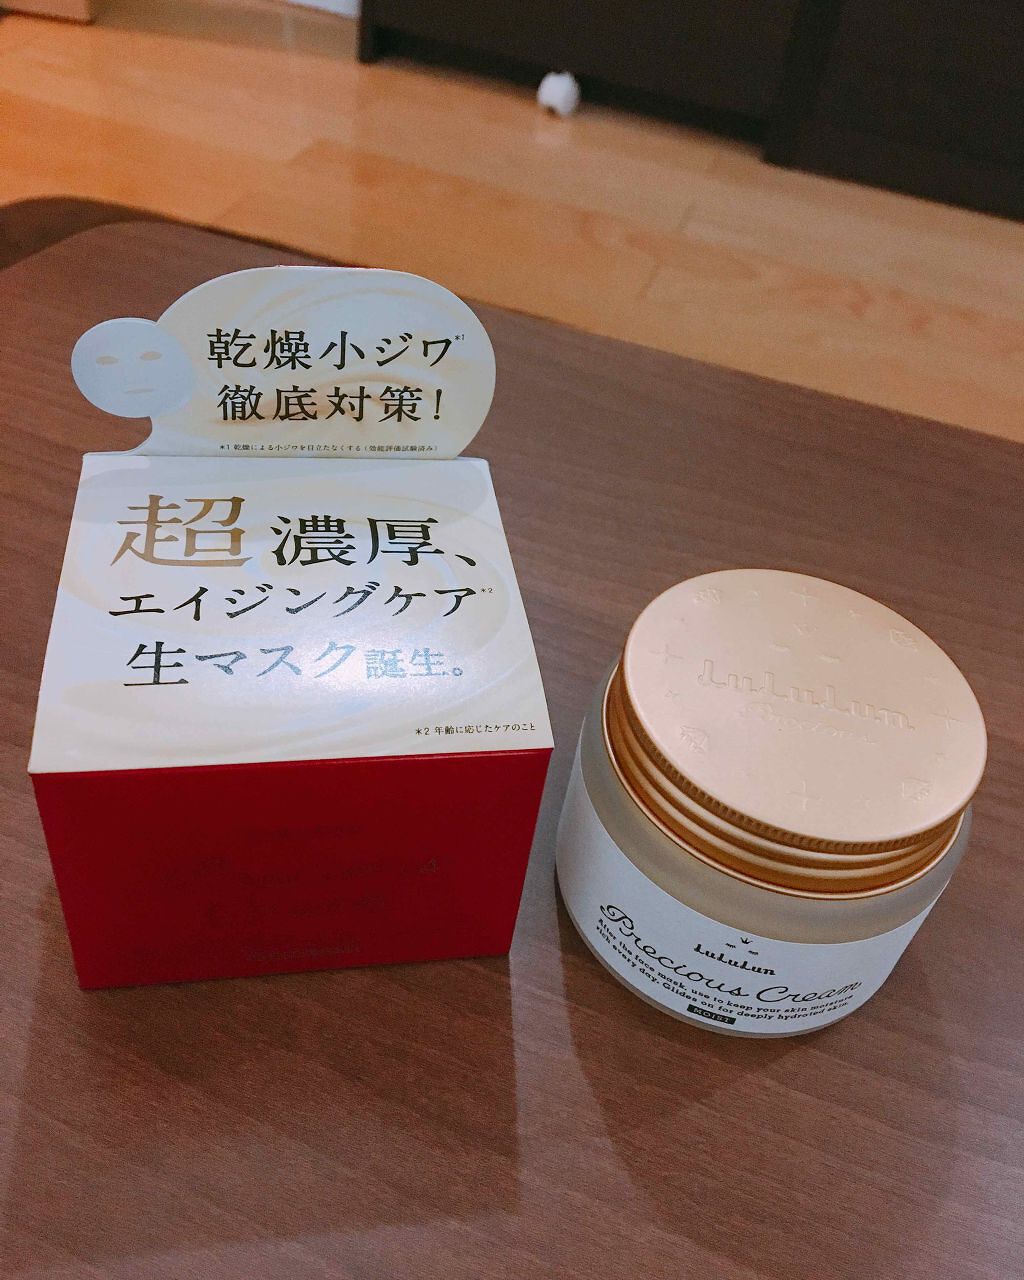 乾燥小ジワ*1
徹底対策!
*1 乾燥による小ジワを目立たなくする(効能評価試験済み)
超濃厚、
エイジングケア*2
生マスク誕生。
*2 年齢に応じたケアのこと
LuLuLun
Precious
LuLuLun
Precious Cream
After the face mask, use to keep your skin moisture
rich every day. Glides on for deeply hydrated skin.
MOIST